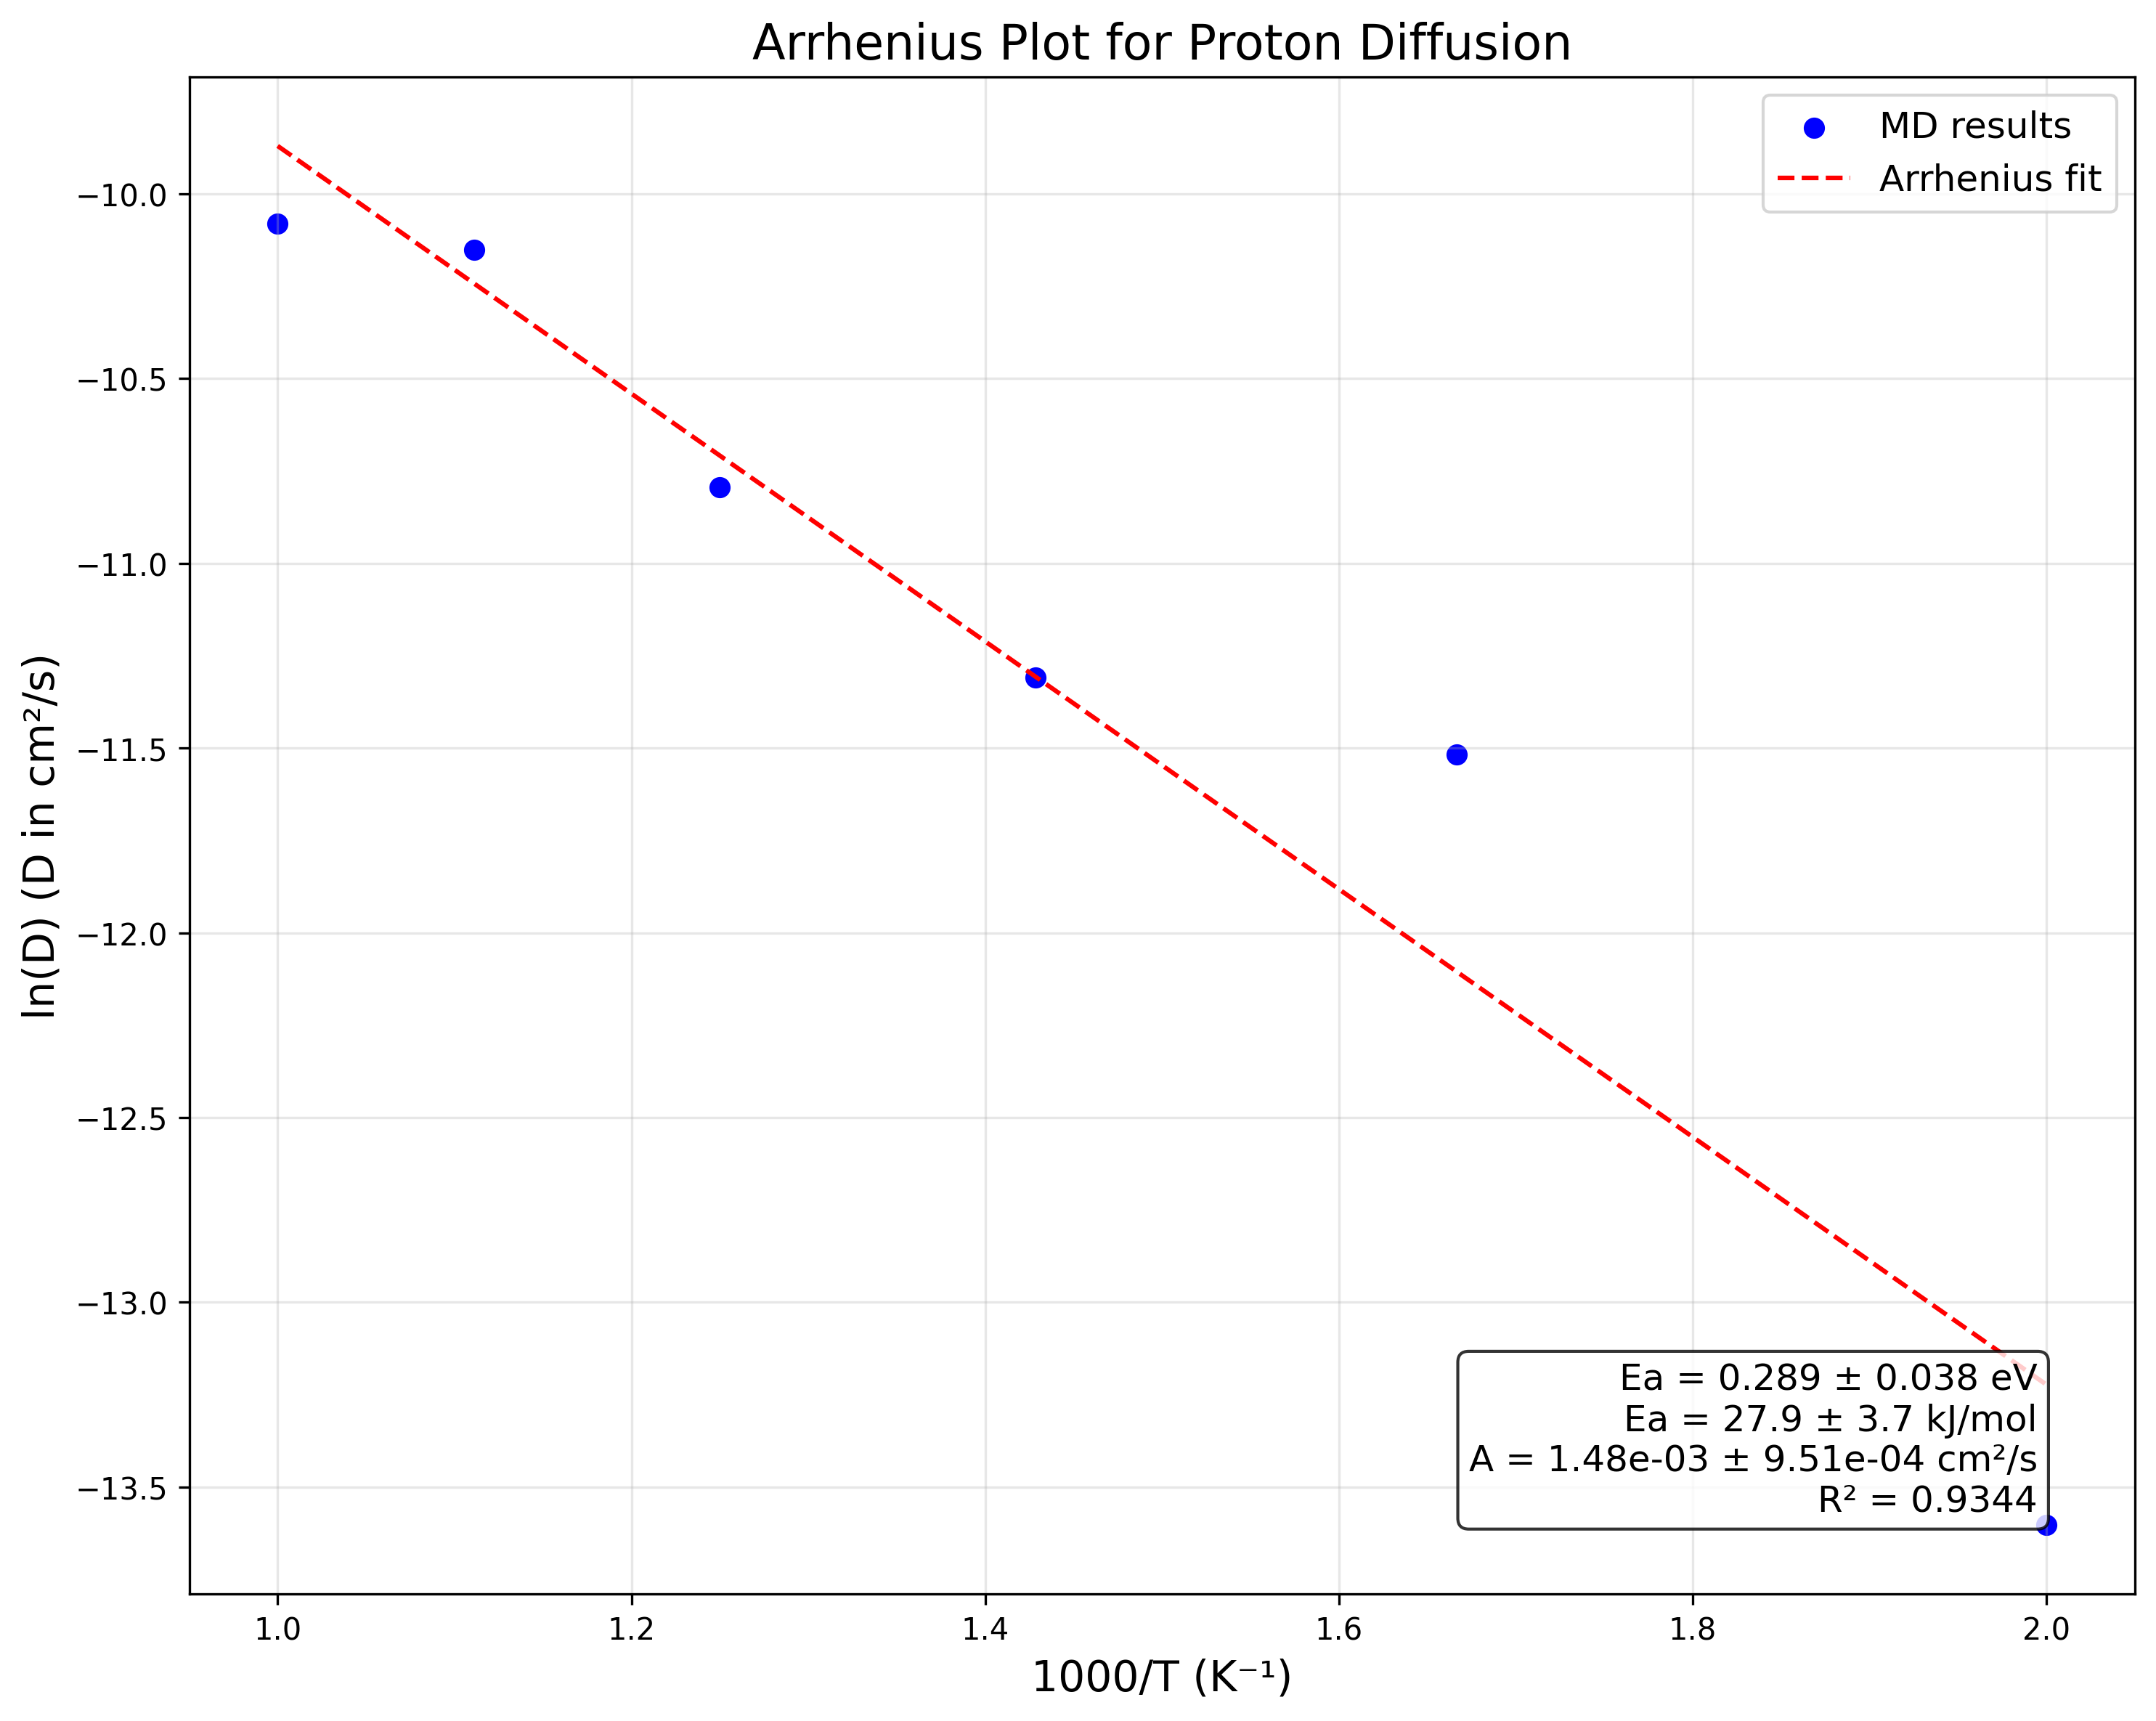 Arrhenius Plot for Proton Diffusion
MD results
Arrhenius fit
−10.0
−10.5
−11.0
−11.5
−12.0
−12.5
−13.0
−13.5
ln(D) (D in cm²/s)
Ea = 0.289 ± 0.038 eV
Ea = 27.9 ± 3.7 kJ/mol
A = 1.48e-03 ± 9.51e-04 cm²/s
R² = 0.9344
1.0 1.2 1.4 1.6 1.8 2.0
1000/T (K⁻¹)